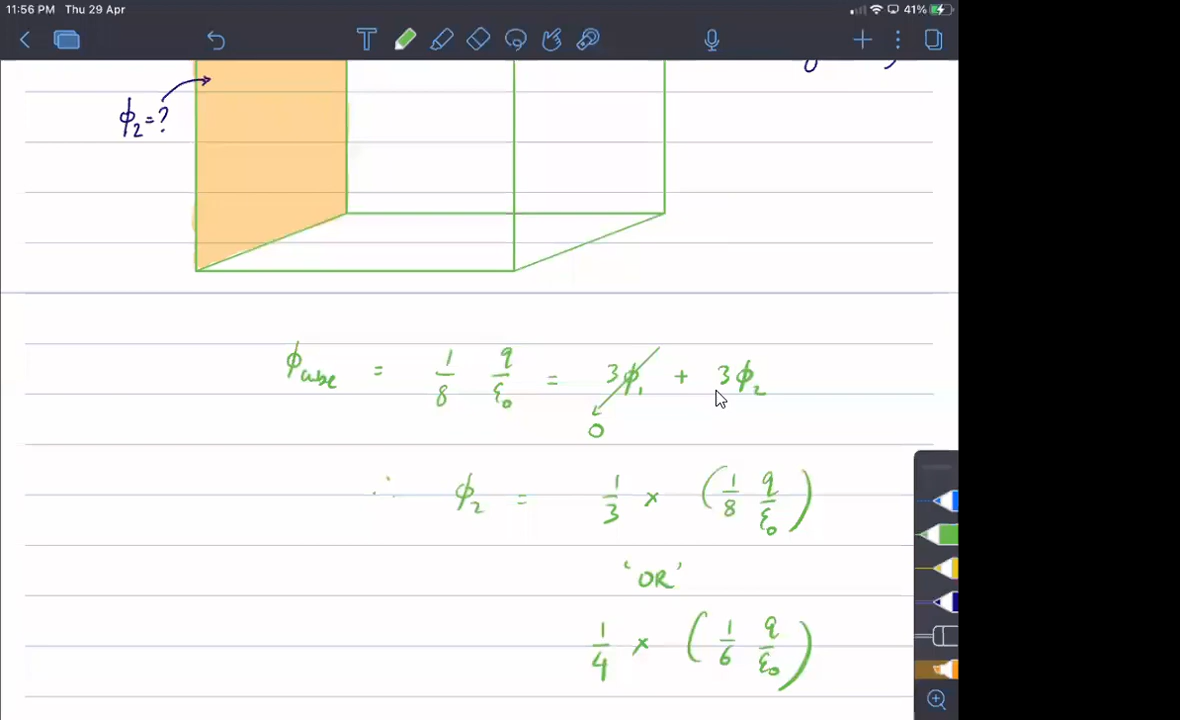 11:56 PM Thu 29 Apr 41%
T
ϕ₂=?
ϕcube = 1/8 q/ε₀ = 3ϕ₁ + 3ϕ₂
0
∴ ϕ₂ = 1/3 × (1/8 q/ε₀)
'OR'
1/4 × (1/6 q/ε₀)